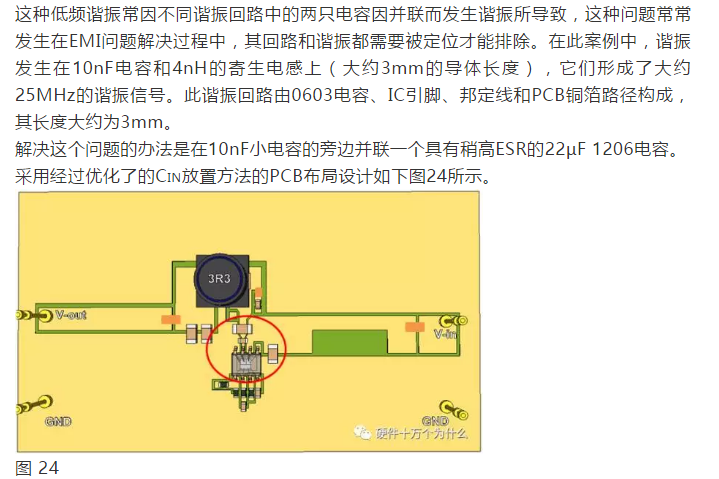 这种低频谐振常因不同谐振回路中的两只电容因并联而发生谐振所导致，这种问题常常
发生在EMI问题解决过程中，其回路和谐振都需要被定位才能排除。在此案例中，谐振
发生在10nF电容和4nH的寄生电感上（大约3mm的导体长度），它们形成了大约
25MHz的谐振信号。此谐振回路由0603电容、IC引脚、邦定线和PCB铜箔路径构成，
其长度大约为3mm。
解决这个问题的办法是在10nF小电容的旁边并联一个具有稍高ESR的22μF 1206电容。
采用经过优化了的CIN放置方法的PCB布局设计如下图24所示。
3R3
V-out
V-in
GND
GND
硬件十万个为什么
图 24